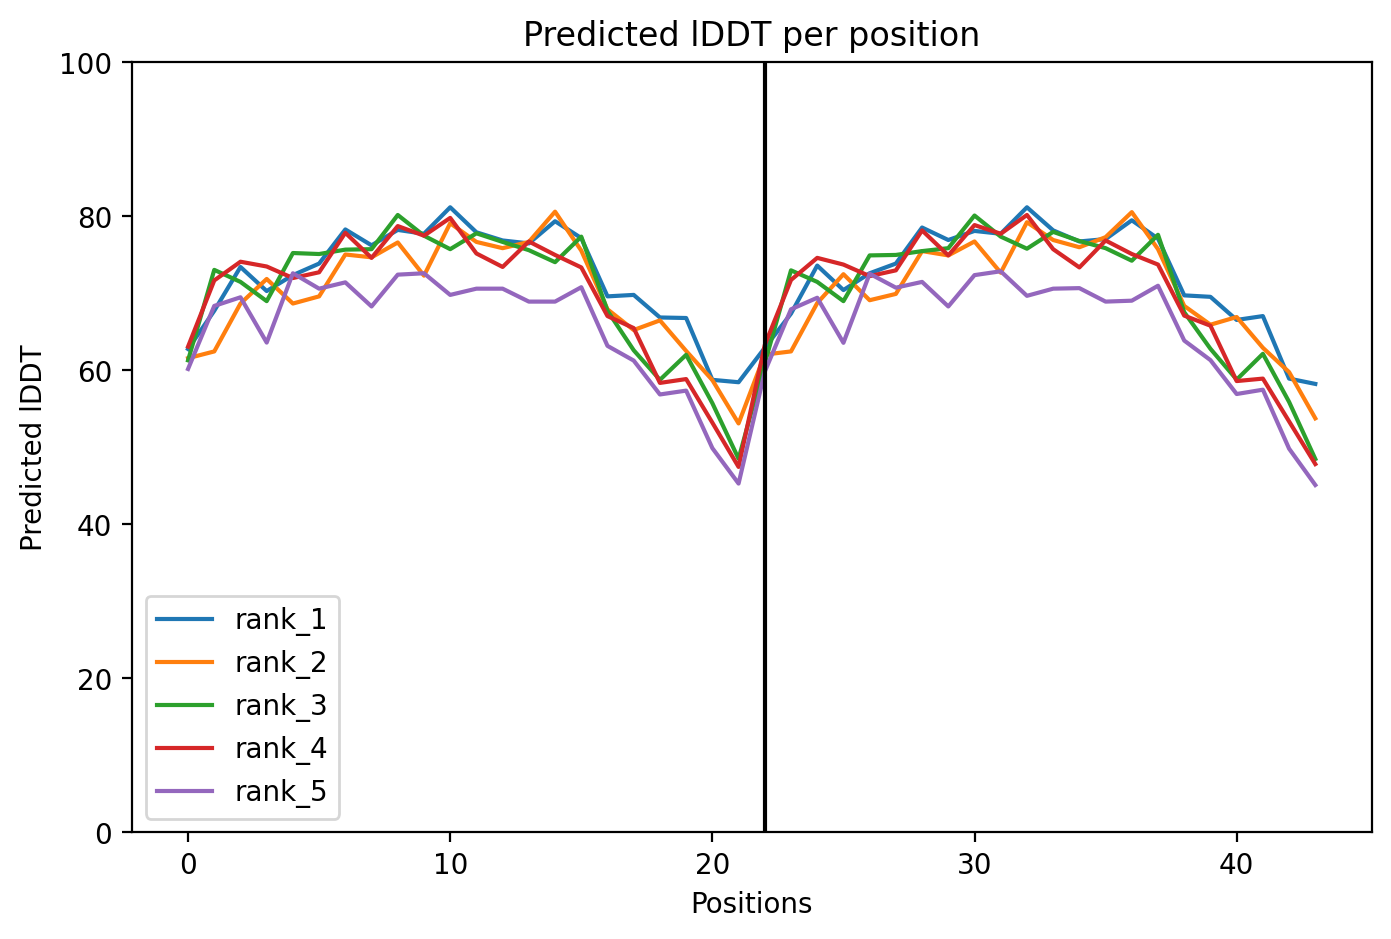 Predicted lDDT per position
Predicted lDDT
100
80
60
40
20
0
rank_1
rank_2
rank_3
rank_4
rank_5
0 10 20 30 40
Positions